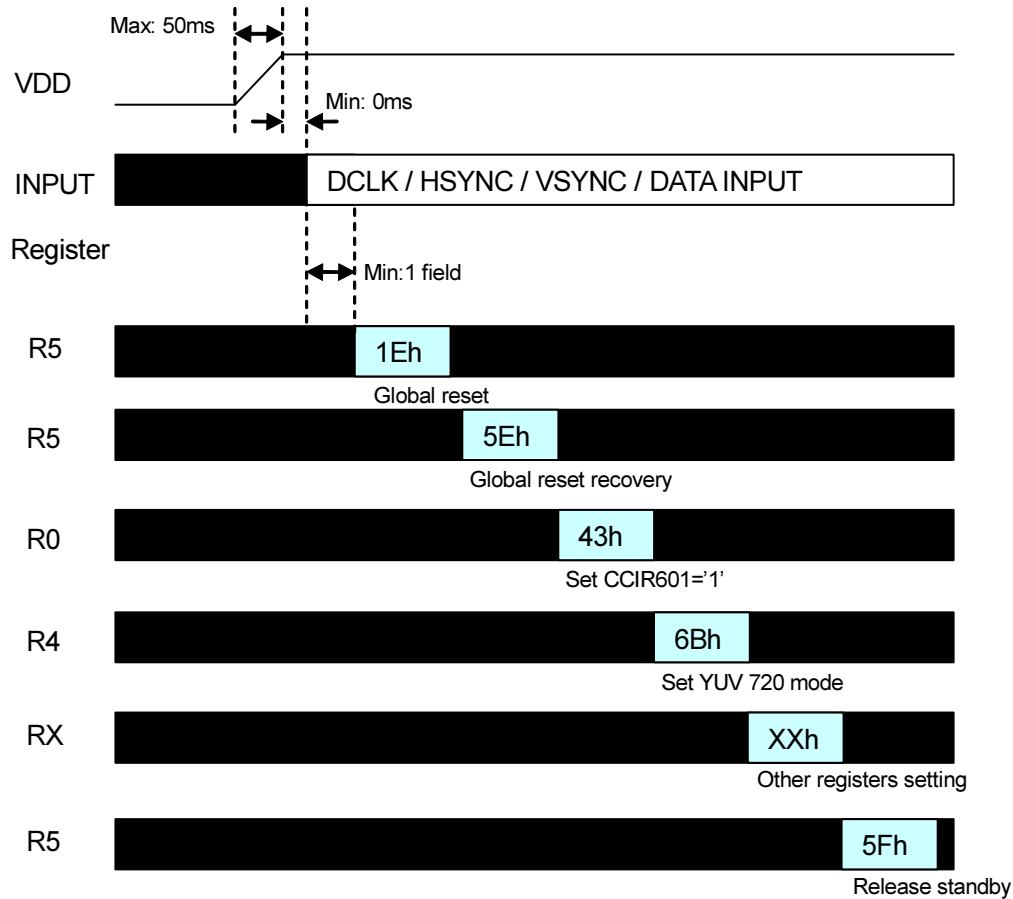 Max: 50ms
VDD
Min: 0ms
INPUT
DCLK / HSYNC / VSYNC / DATA INPUT
Register
Min:1 field
R5
1Eh
Global reset
R5
5Eh
Global reset recovery
R0
43h
Set CCIR601='1'
R4
6Bh
Set YUV 720 mode
RX
XXh
Other registers setting
R5
5Fh
Release standby